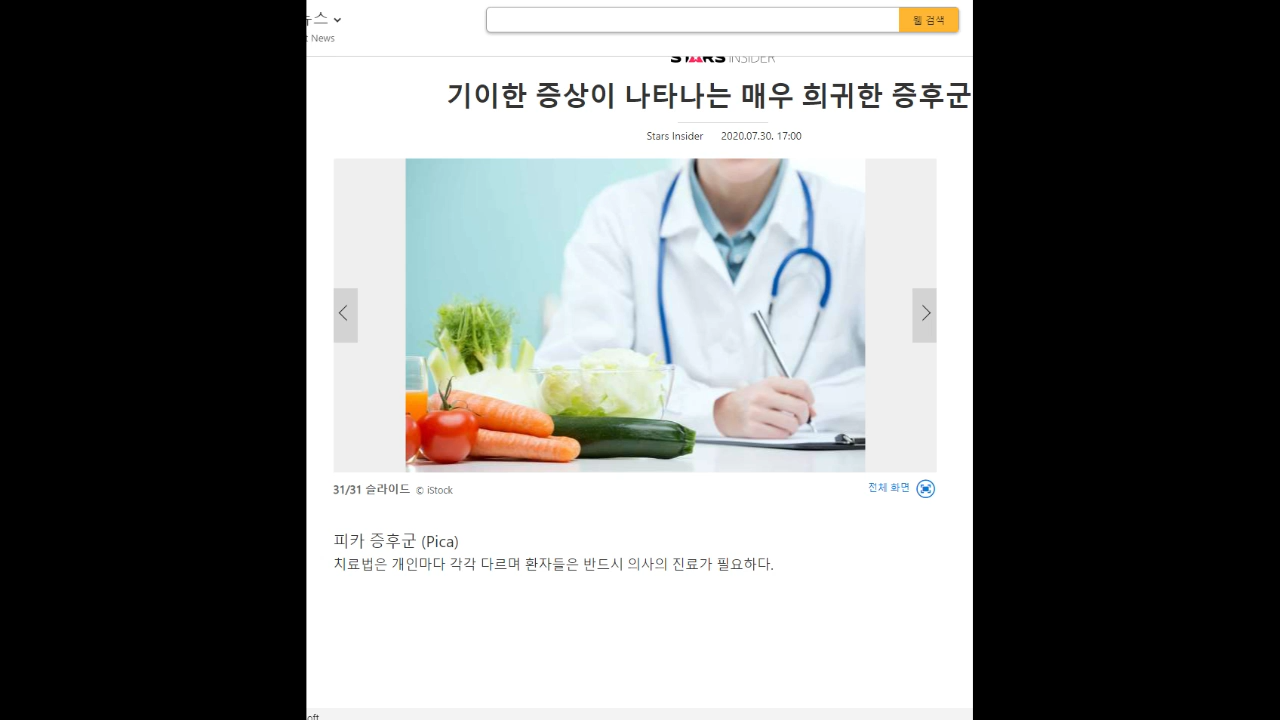 뉴스
웹 검색
News
STARS INSIDER
기이한 증상이 나타나는 매우 희귀한 증후군
Stars Insider 2020.07.30. 17:00
31/31 슬라이드 © iStock
전체 화면
피카 증후군 (Pica)
치료법은 개인마다 각각 다르며 환자들은 반드시 의사의 진료가 필요하다.